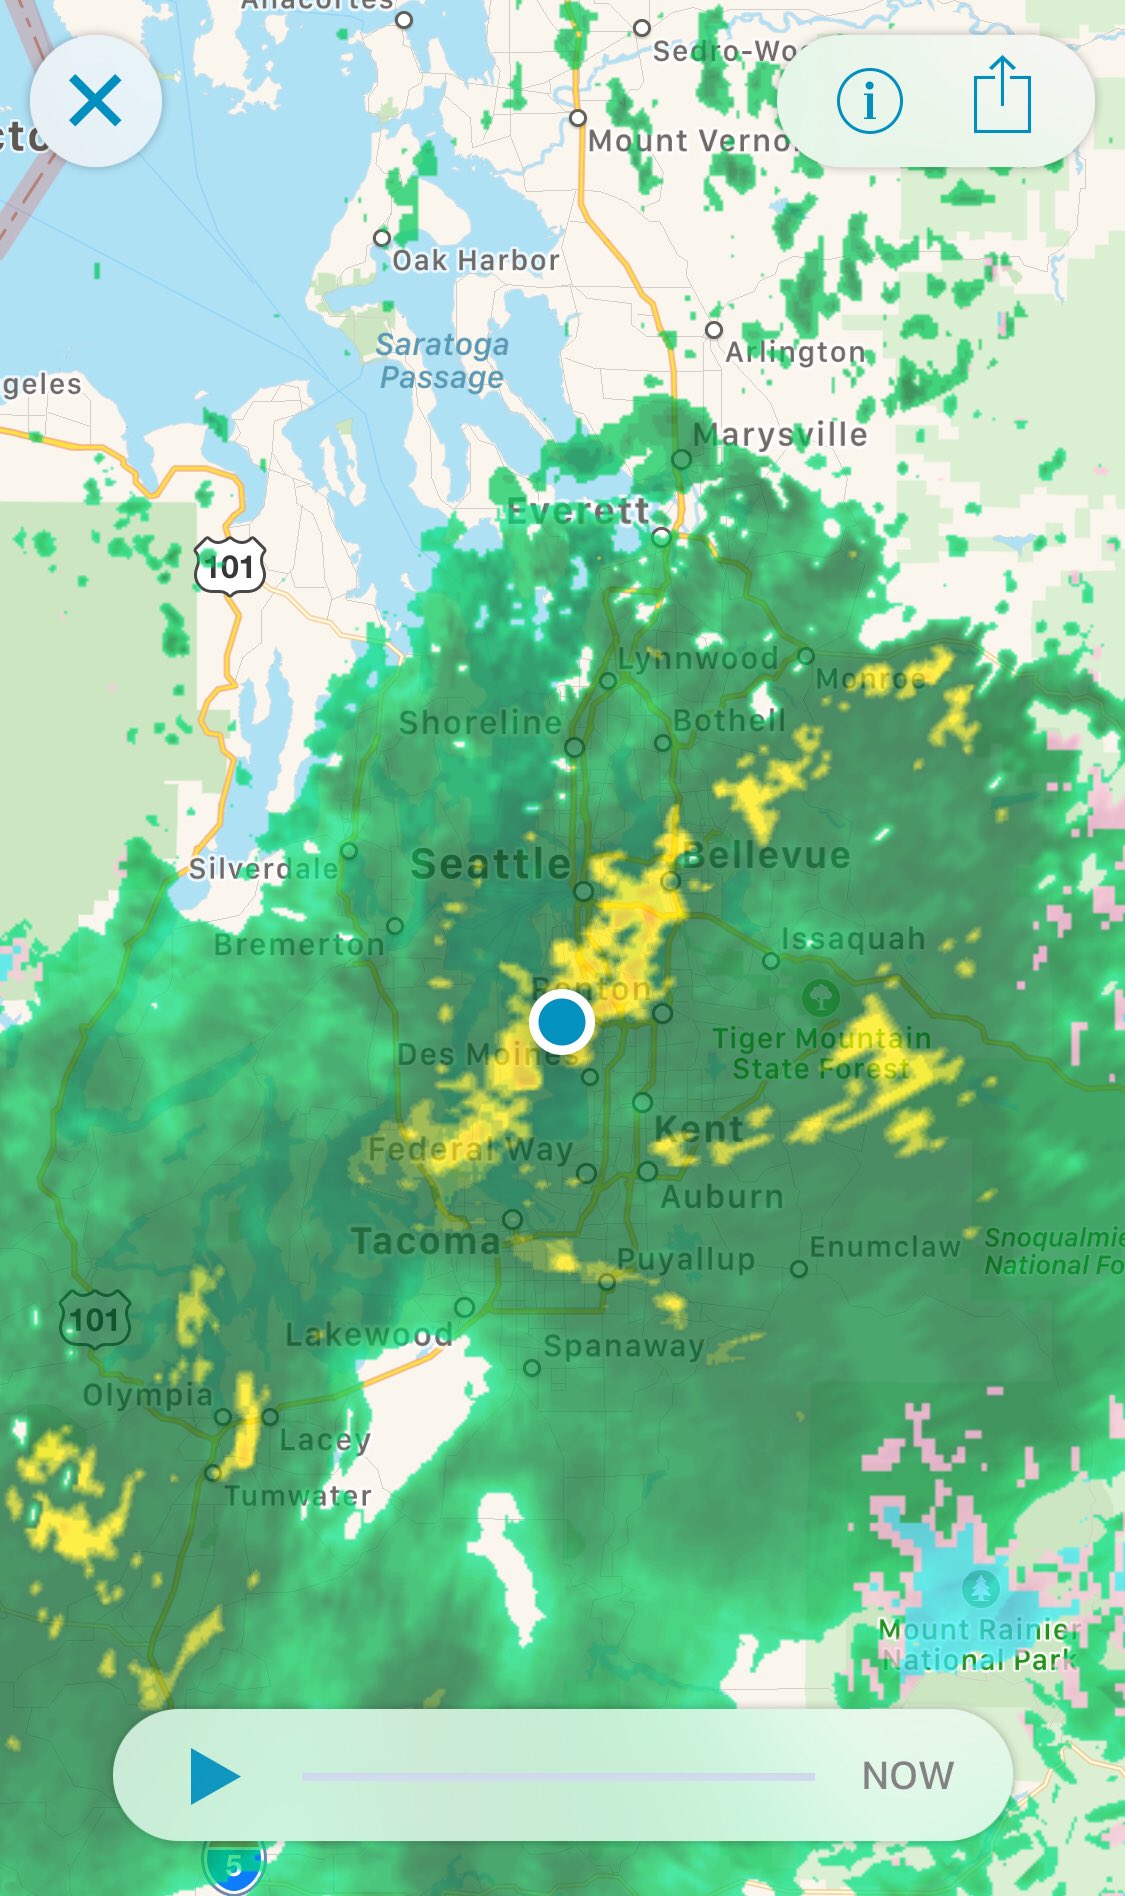 Anacortes
Sedro-Wo
cto
Mount Verno
Oak Harbor
Saratoga
Passage
Arlington
geles
Marysville
Everett
101
Lynnwood
Monroe
Shoreline
Bothell
Seattle
Bellevue
Silverdale
Bremerton
Issaquah
Renton
Tiger Mountain
State Forest
Des Moines
Kent
Federal Way
Auburn
Tacoma
Puyallup
Enumclaw
Snoqualmie
National Fo
101
Lakewood
Spanaway
Olympia
Lacey
Tumwater
Mount Rainier
National Park
NOW
5